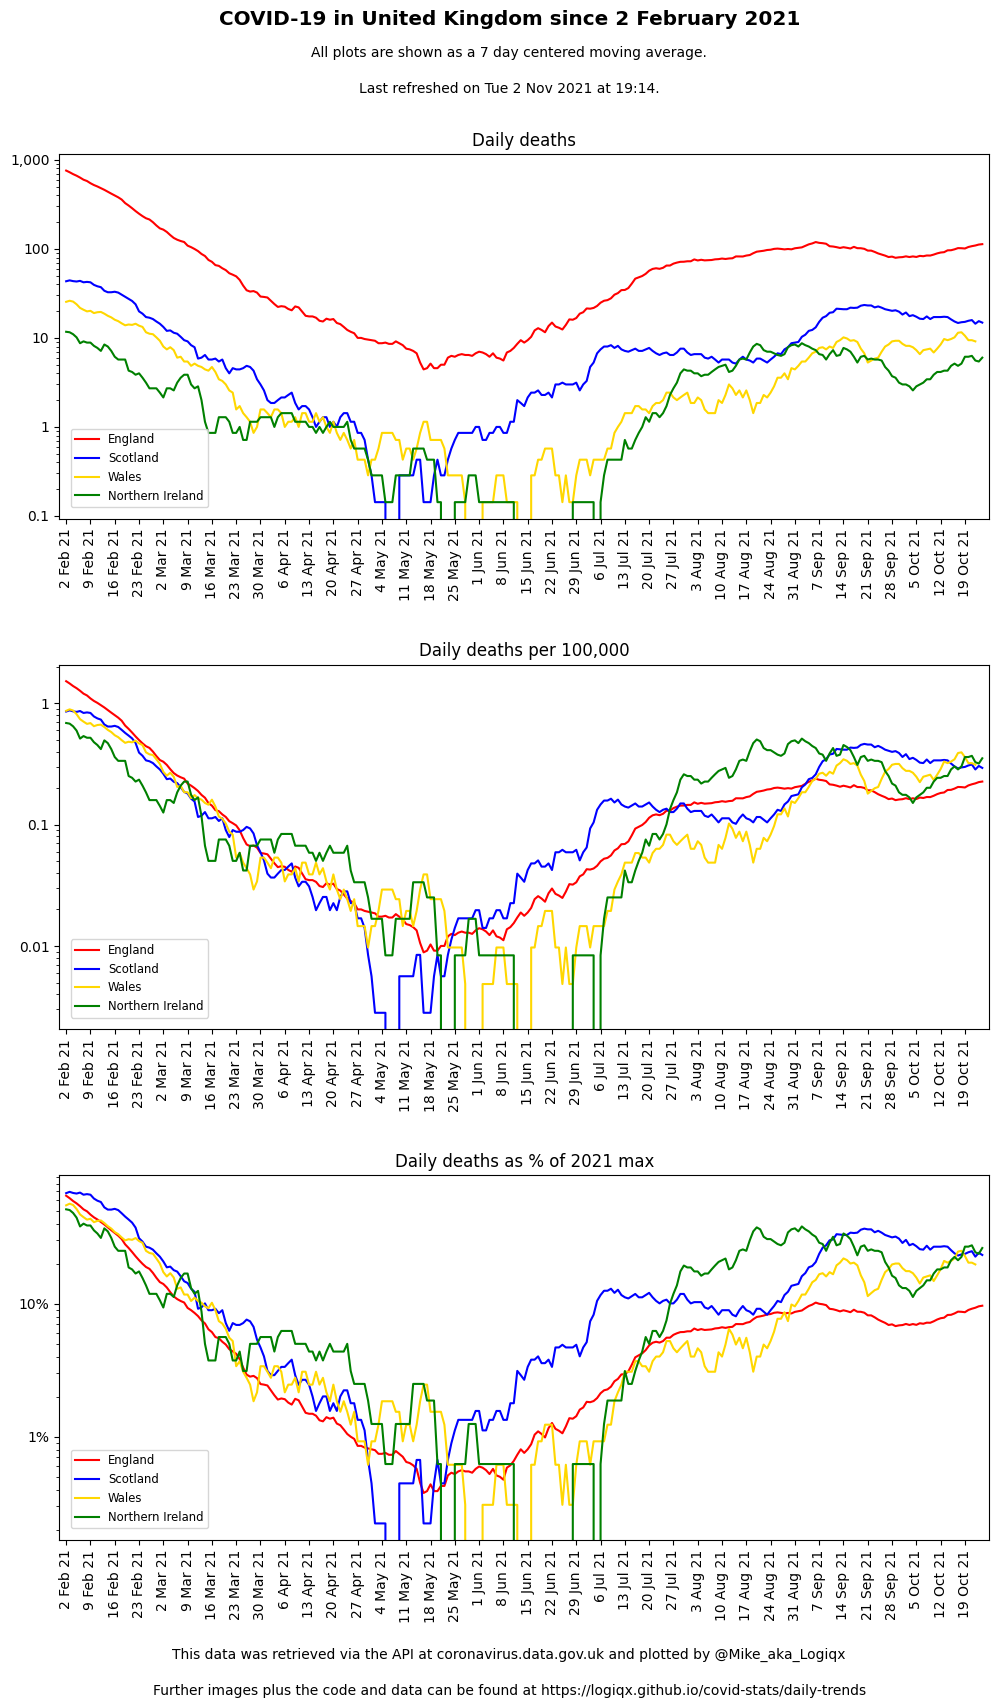 COVID-19 in United Kingdom since 2 February 2021
All plots are shown as a 7 day centered moving average.
Last refreshed on Tue 2 Nov 2021 at 19:14.
Daily deaths
1,000
100
10
1
0.1
England
Scotland
Wales
Northern Ireland
2 Feb 21
9 Feb 21
16 Feb 21
23 Feb 21
2 Mar 21
9 Mar 21
16 Mar 21
23 Mar 21
30 Mar 21
6 Apr 21
13 Apr 21
20 Apr 21
27 Apr 21
4 May 21
11 May 21
18 May 21
25 May 21
1 Jun 21
8 Jun 21
15 Jun 21
22 Jun 21
29 Jun 21
6 Jul 21
13 Jul 21
20 Jul 21
27 Jul 21
3 Aug 21
10 Aug 21
17 Aug 21
24 Aug 21
31 Aug 21
7 Sep 21
14 Sep 21
21 Sep 21
28 Sep 21
5 Oct 21
12 Oct 21
19 Oct 21
Daily deaths per 100,000
1
0.1
0.01
England
Scotland
Wales
Northern Ireland
2 Feb 21
9 Feb 21
16 Feb 21
23 Feb 21
2 Mar 21
9 Mar 21
16 Mar 21
23 Mar 21
30 Mar 21
6 Apr 21
13 Apr 21
20 Apr 21
27 Apr 21
4 May 21
11 May 21
18 May 21
25 May 21
1 Jun 21
8 Jun 21
15 Jun 21
22 Jun 21
29 Jun 21
6 Jul 21
13 Jul 21
20 Jul 21
27 Jul 21
3 Aug 21
10 Aug 21
17 Aug 21
24 Aug 21
31 Aug 21
7 Sep 21
14 Sep 21
21 Sep 21
28 Sep 21
5 Oct 21
12 Oct 21
19 Oct 21
Daily deaths as % of 2021 max
10%
1%
England
Scotland
Wales
Northern Ireland
2 Feb 21
9 Feb 21
16 Feb 21
23 Feb 21
2 Mar 21
9 Mar 21
16 Mar 21
23 Mar 21
30 Mar 21
6 Apr 21
13 Apr 21
20 Apr 21
27 Apr 21
4 May 21
11 May 21
18 May 21
25 May 21
1 Jun 21
8 Jun 21
15 Jun 21
22 Jun 21
29 Jun 21
6 Jul 21
13 Jul 21
20 Jul 21
27 Jul 21
3 Aug 21
10 Aug 21
17 Aug 21
24 Aug 21
31 Aug 21
7 Sep 21
14 Sep 21
21 Sep 21
28 Sep 21
5 Oct 21
12 Oct 21
19 Oct 21
This data was retrieved via the API at coronavirus.data.gov.uk and plotted by @Mike_aka_Logiqx
Further images plus the code and data can be found at https://logiqx.github.io/covid-stats/daily-trends